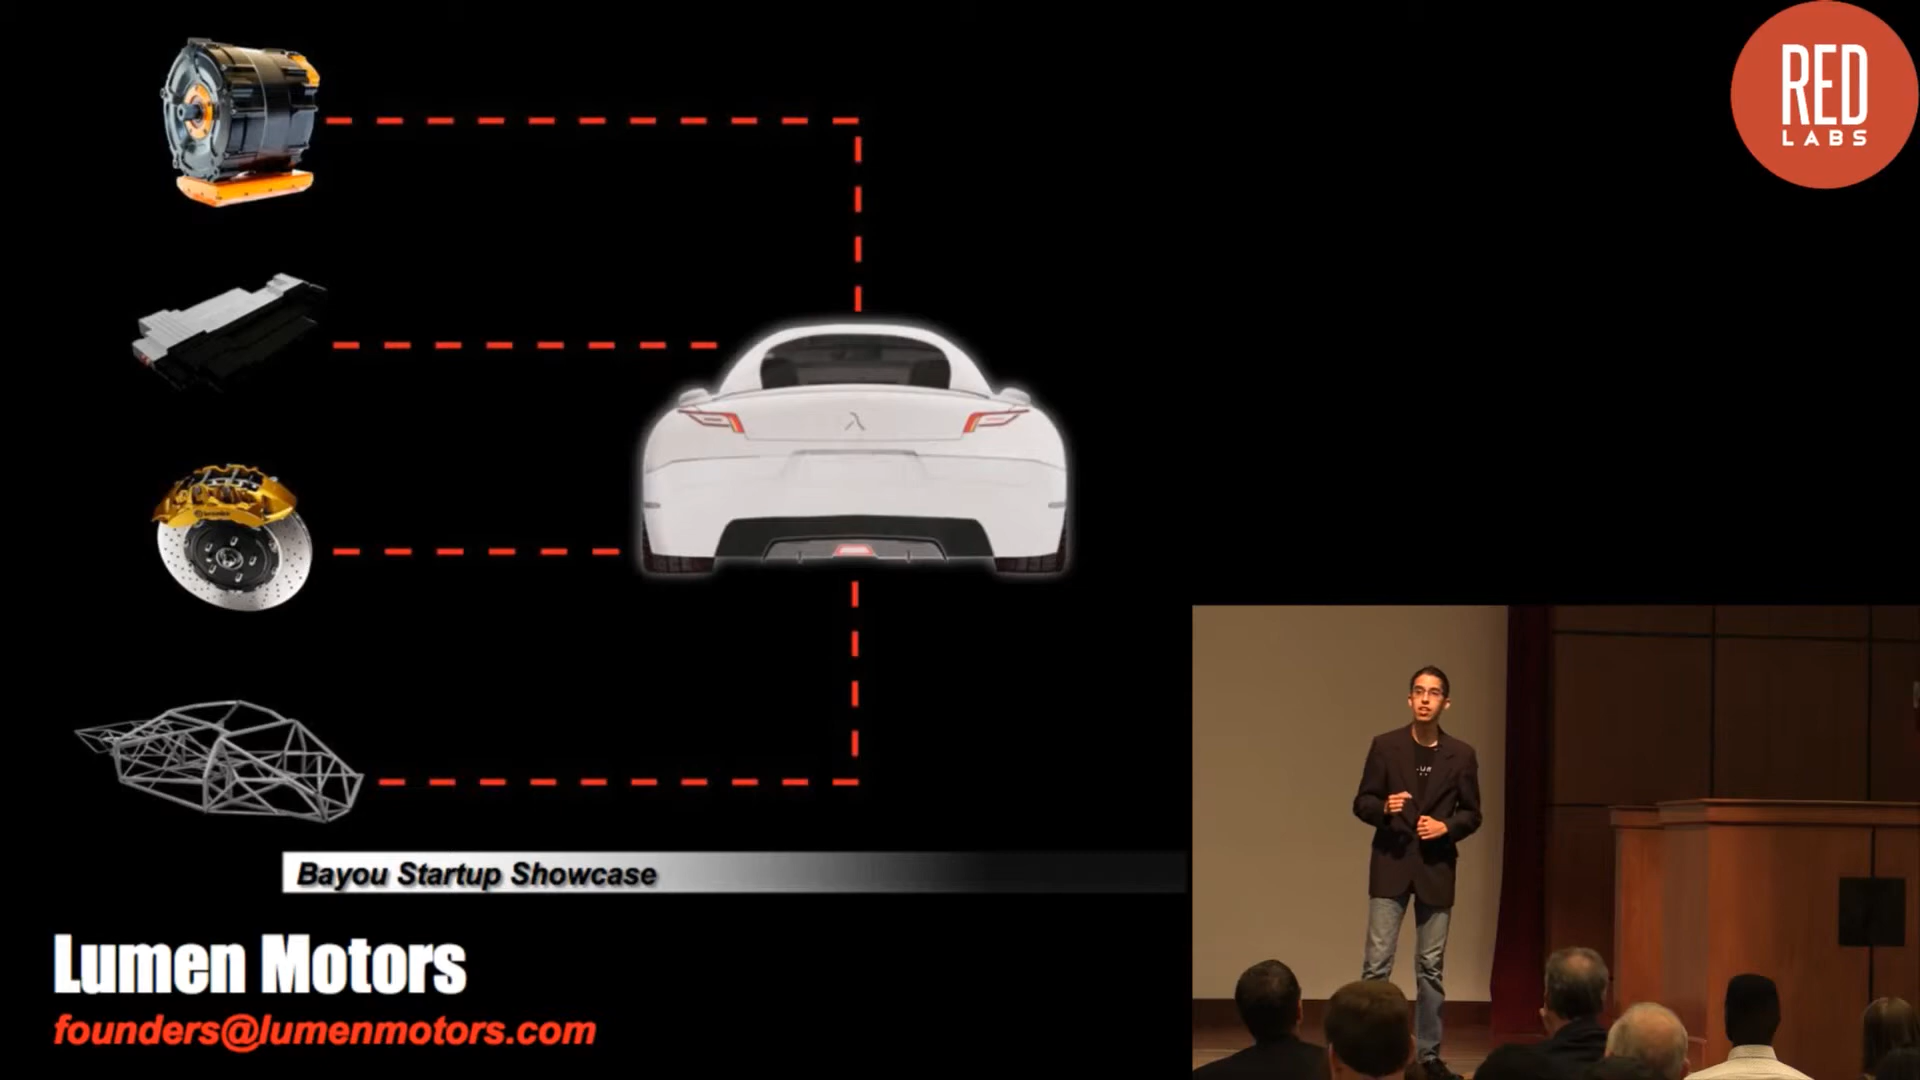 RED
LABS
Bayou Startup Showcase
Lumen Motors
founders@lumenmotors.com